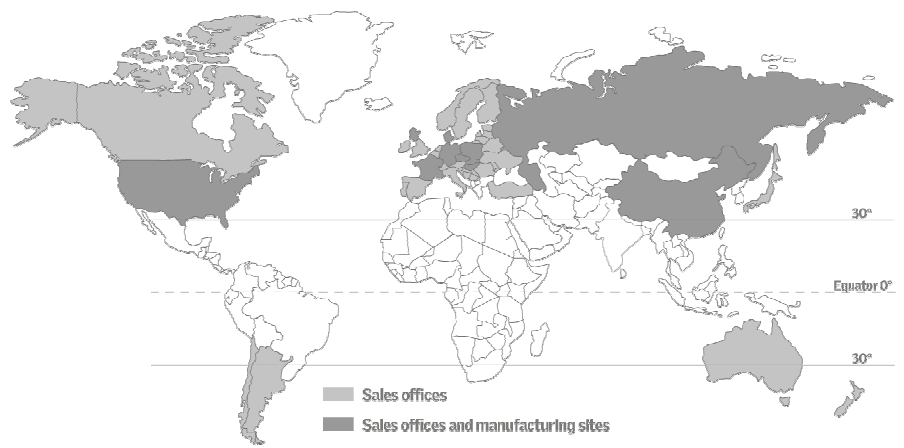 30°
Equator 0°
30°
Sales offices
Sales offices and manufacturing sites